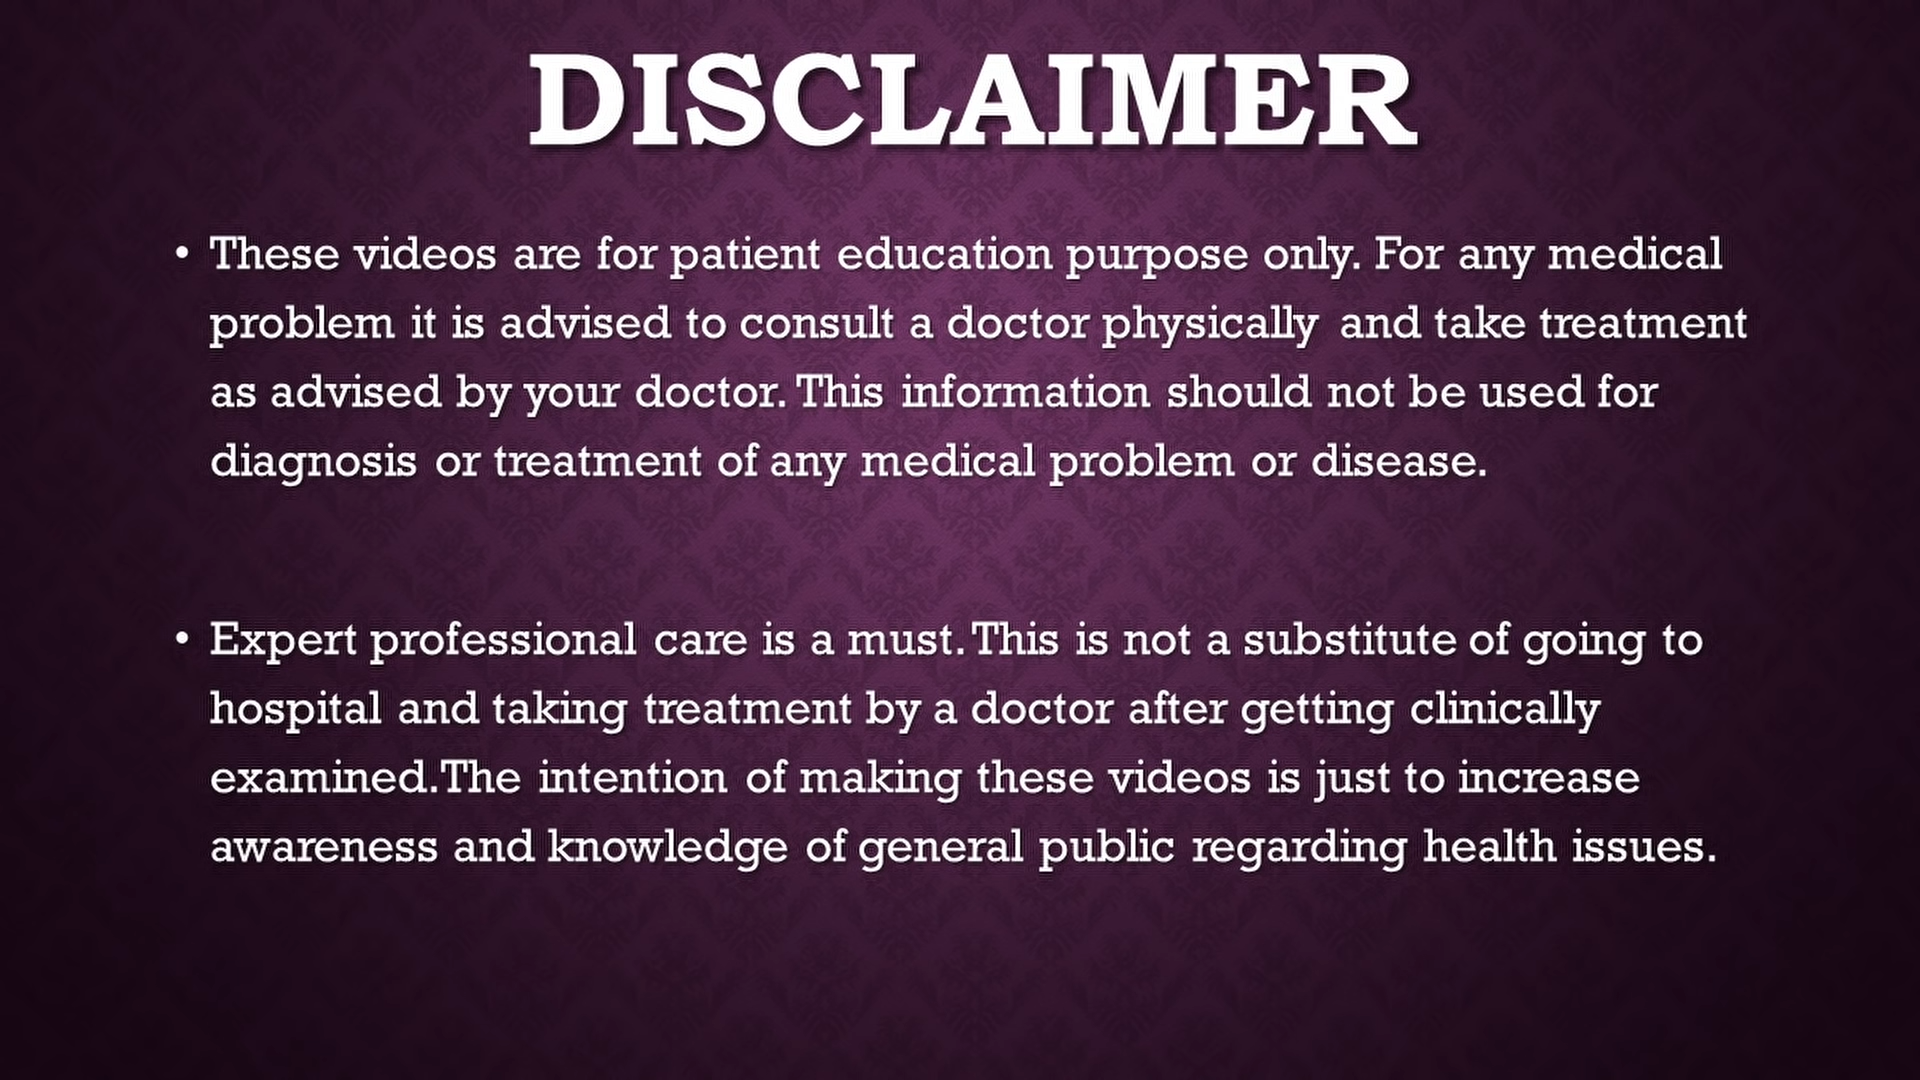 DISCLAIMER
• These videos are for patient education purpose only. For any medical
problem it is advised to consult a doctor physically and take treatment
as advised by your doctor. This information should not be used for
diagnosis or treatment of any medical problem or disease.
• Expert professional care is a must. This is not a substitute of going to
hospital and taking treatment by a doctor after getting clinically
examined.The intention of making these videos is just to increase
awareness and knowledge of general public regarding health issues.